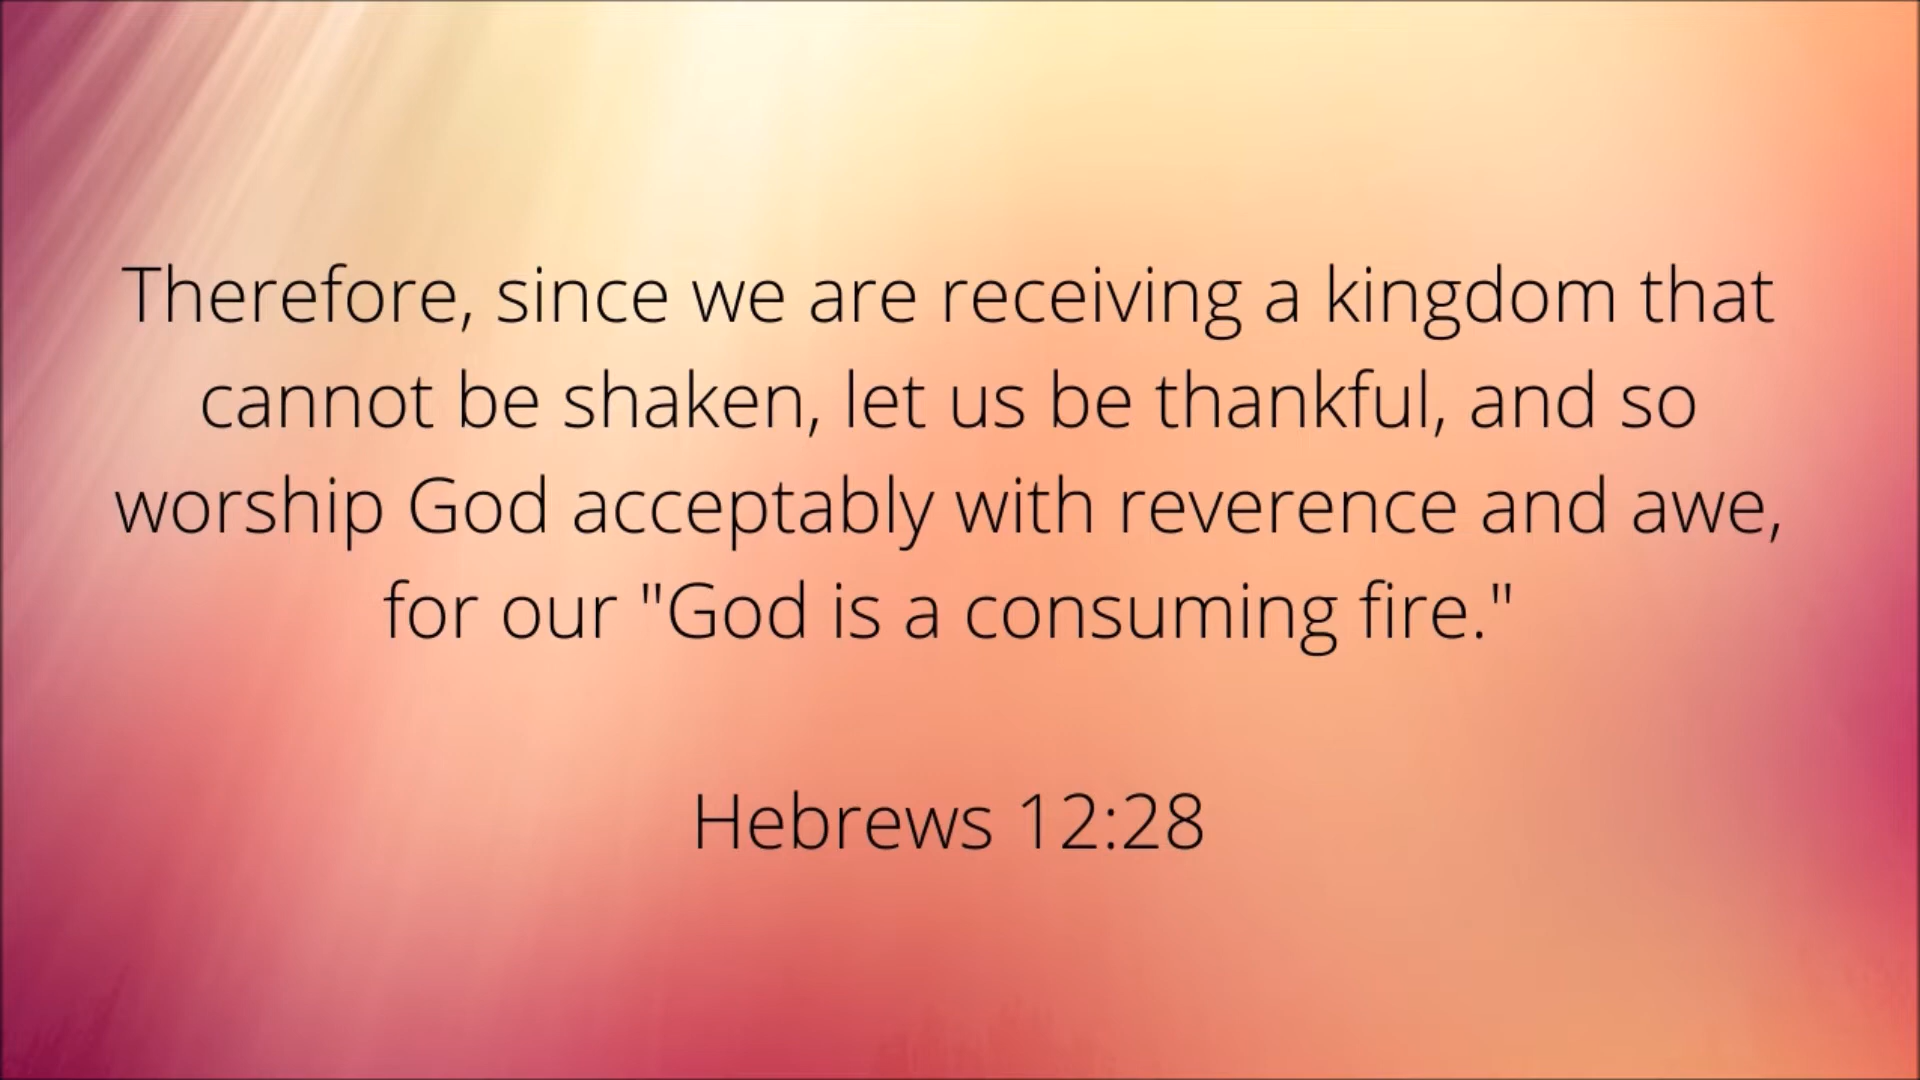 Therefore, since we are receiving a kingdom that
cannot be shaken, let us be thankful, and so
worship God acceptably with reverence and awe,
for our "God is a consuming fire."
Hebrews 12:28